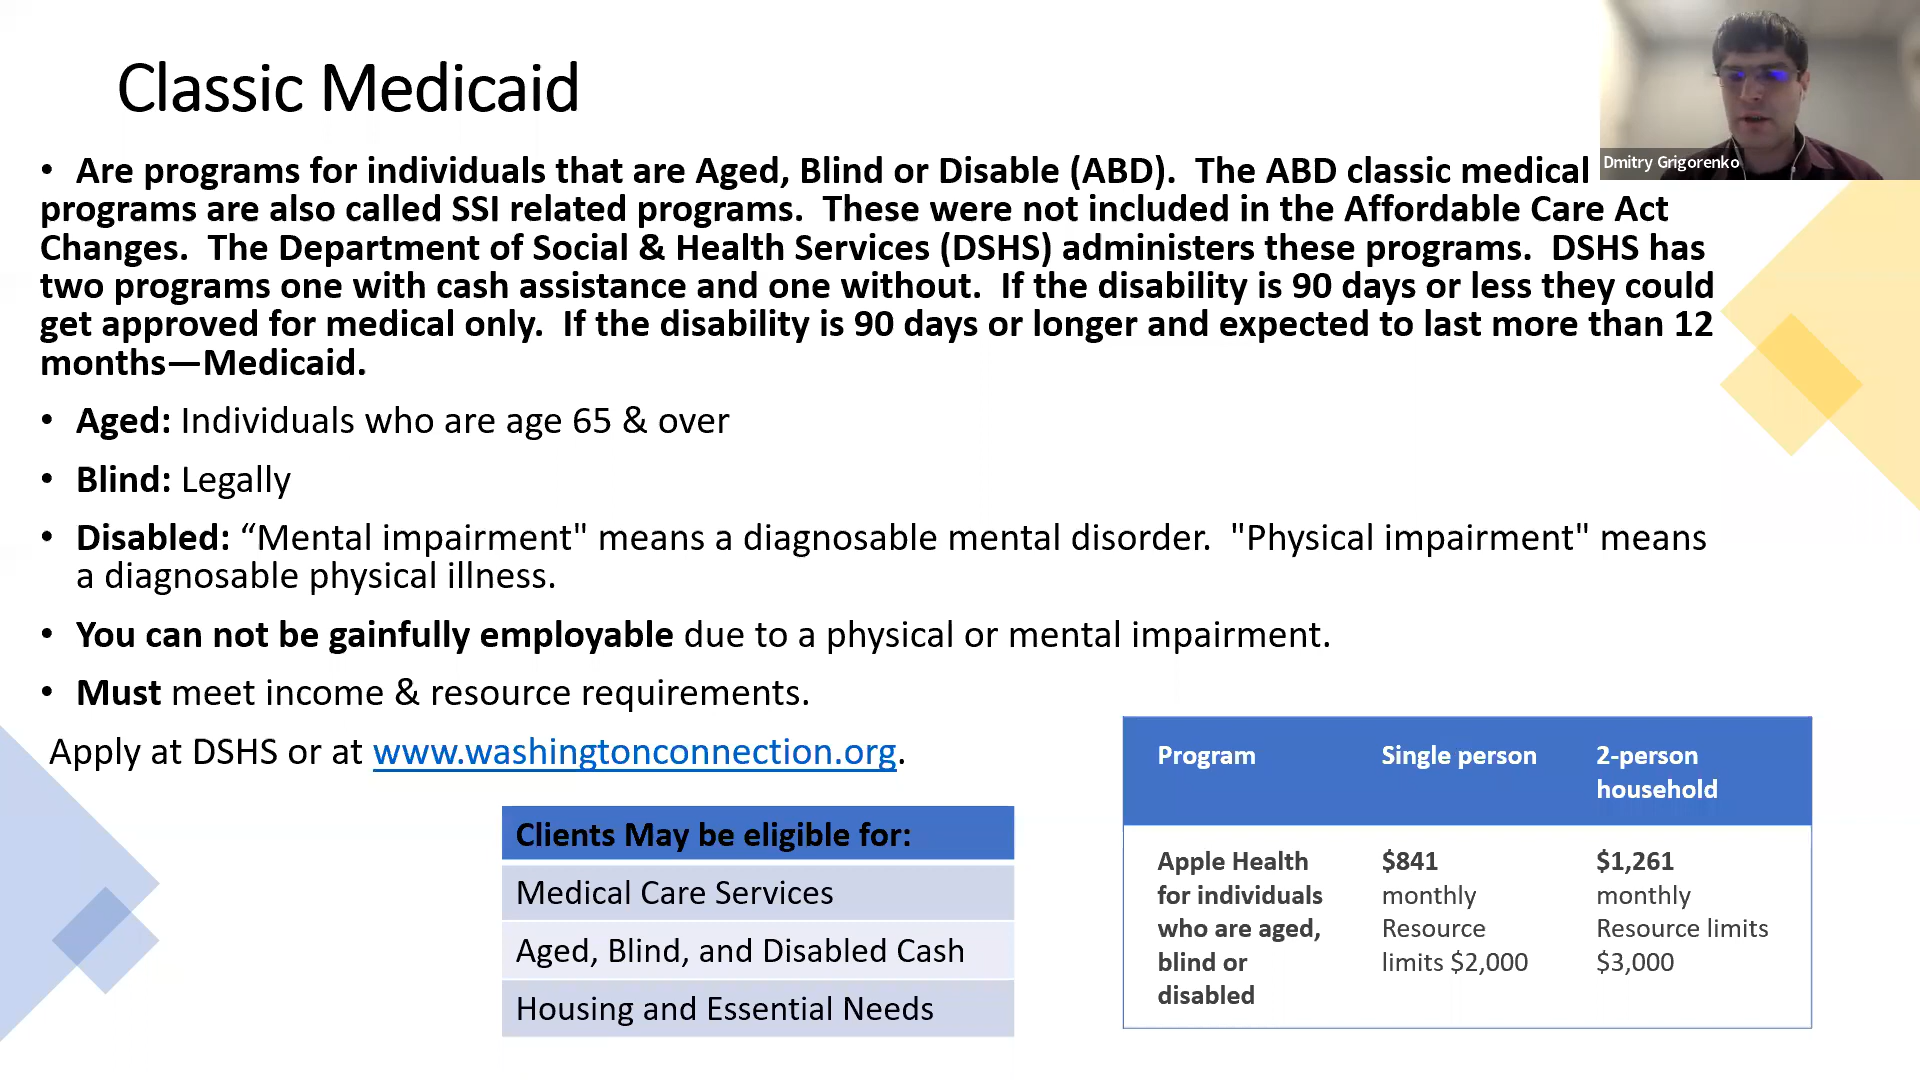 Classic Medicaid
Dmitry Grigorenko
• Are programs for individuals that are Aged, Blind or Disable (ABD).  The ABD classic medical
programs are also called SSI related programs.  These were not included in the Affordable Care Act
Changes.  The Department of Social & Health Services (DSHS) administers these programs.  DSHS has
two programs one with cash assistance and one without.  If the disability is 90 days or less they could
get approved for medical only.  If the disability is 90 days or longer and expected to last more than 12
months—Medicaid.
• Aged: Individuals who are age 65 & over
• Blind: Legally
• Disabled: “Mental impairment" means a diagnosable mental disorder.  "Physical impairment" means
a diagnosable physical illness.
• You can not be gainfully employable due to a physical or mental impairment.
• Must meet income & resource requirements.
Apply at DSHS or at www.washingtonconnection.org.
Clients May be eligible for:
Medical Care Services
Aged, Blind, and Disabled Cash
Housing and Essential Needs
Program
Single person
2-person
household
Apple Health
for individuals
who are aged,
blind or
disabled
$841
monthly
Resource
limits $2,000
$1,261
monthly
Resource limits
$3,000